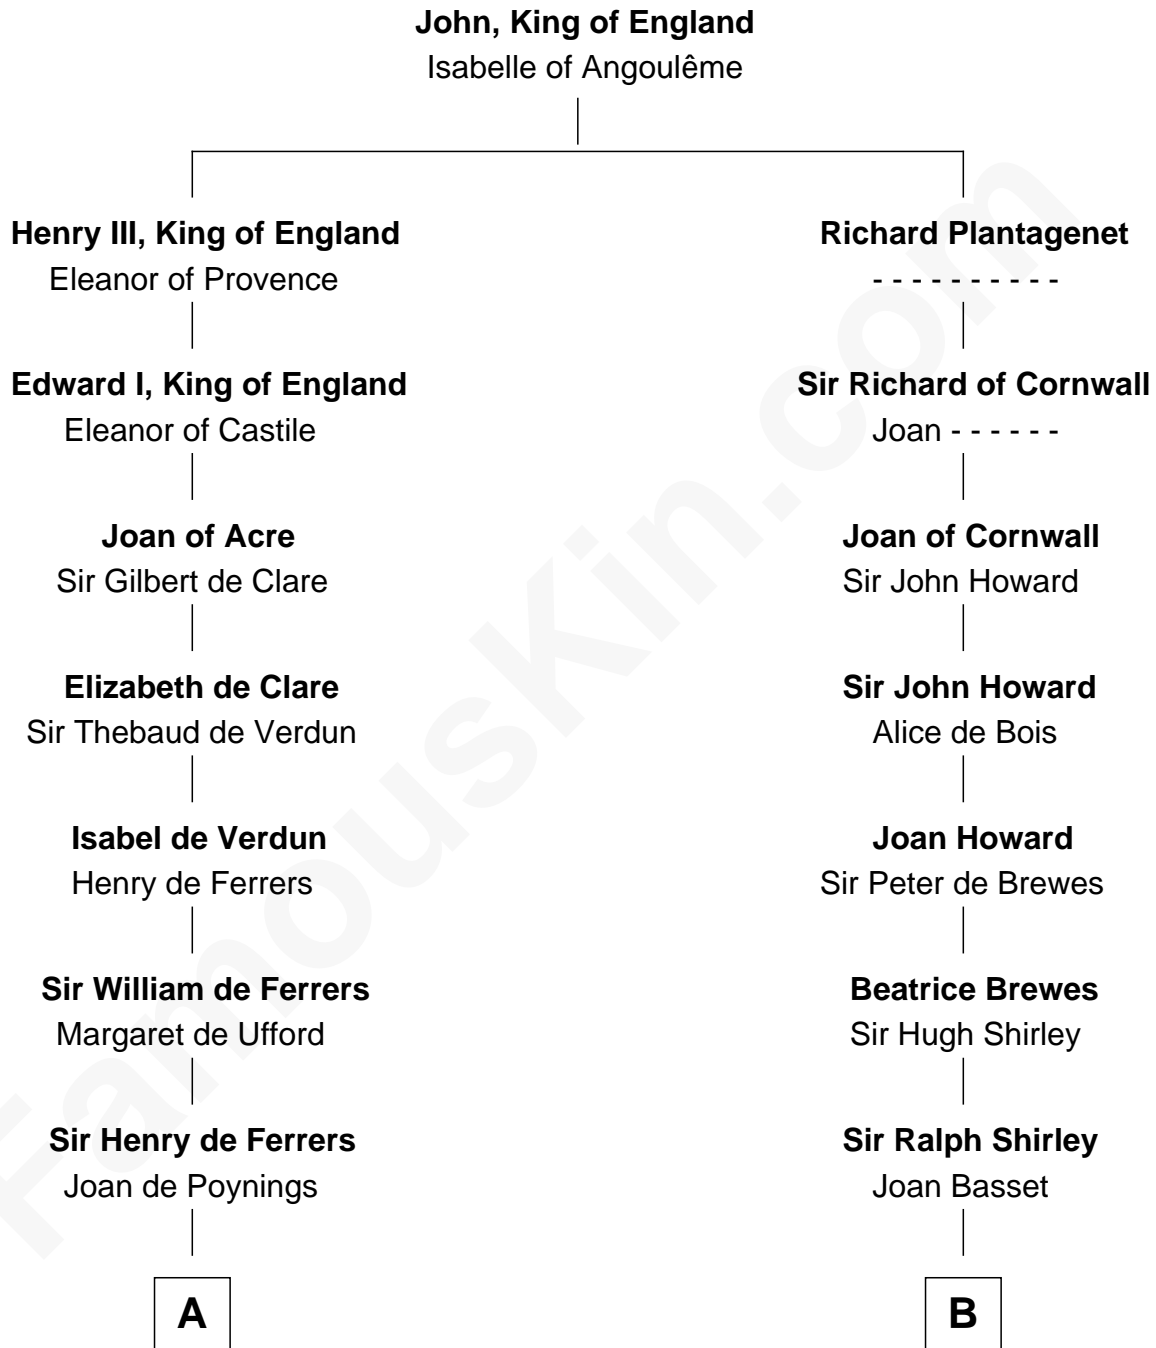 John, King of England
Isabelle of Angoulême
Henry III, King of England
Eleanor of Provence
Edward I, King of England
Eleanor of Castile
Joan of Acre
Sir Gilbert de Clare
Elizabeth de Clare
Sir Thebaud de Verdun
Isabel de Verdun
Henry de Ferrers
Sir William de Ferrers
Margaret de Ufford
Sir Henry de Ferrers
Joan de Poynings
A
Richard Plantagenet
- - - - - - - - - -
Sir Richard of Cornwall
Joan - - - - - -
Joan of Cornwall
Sir John Howard
Sir John Howard
Alice de Bois
Joan Howard
Sir Peter de Brewes
Beatrice Brewes
Sir Hugh Shirley
Sir Ralph Shirley
Joan Basset
B
FamousKin.com